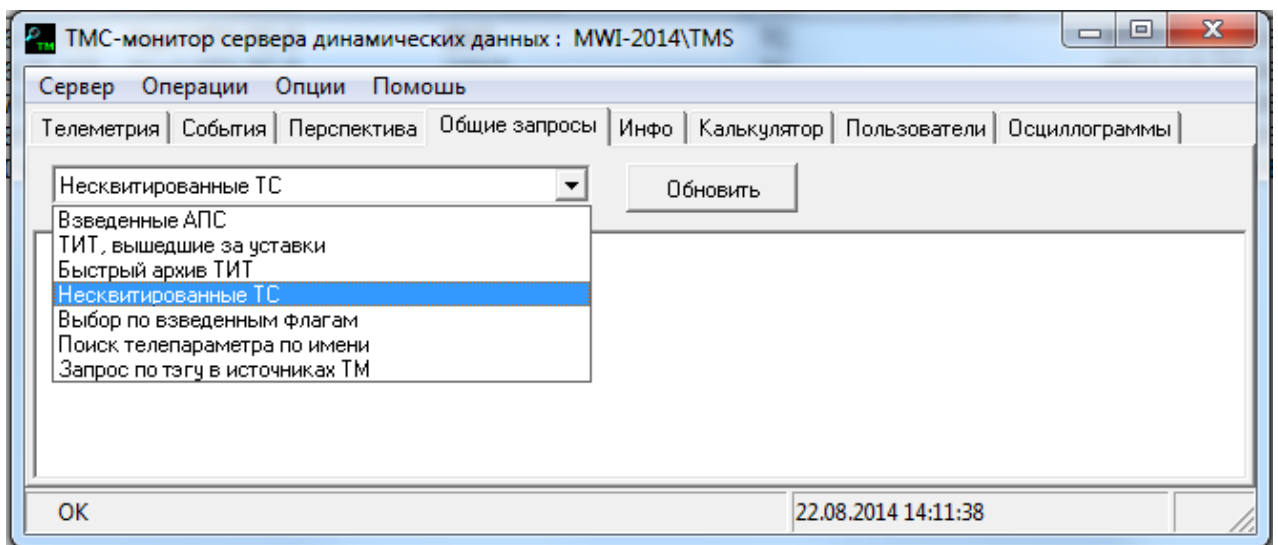 ТМС-монитор сервера динамических данных : MWI-2014\TMS
Сервер Операции Опции Помошь
Телеметрия События Перспектива Общие запросы Инфо Калькулятор Пользователи Осциллограммы
Несквитированные ТС Обновить
Взведенные АПС
ТИТ, вышедшие за уставки
Быстрый архив ТИТ
Несквитированные ТС
Выбор по взведенным флагам
Поиск телепараметра по имени
Запрос по тэгу в источниках ТМ
OK 22.08.2014 14:11:38